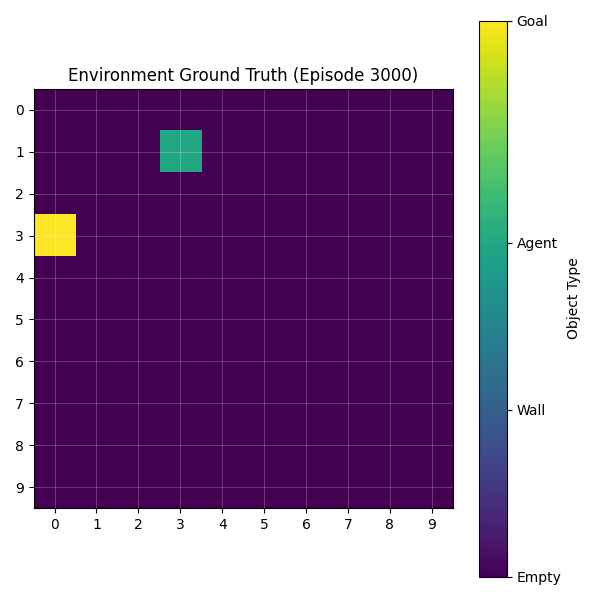 Environment Ground Truth (Episode 3000)
0
1
2
3
4
5
6
7
8
9
0 1 2 3 4 5 6 7 8 9
Goal
Agent
Wall
Empty
Object Type